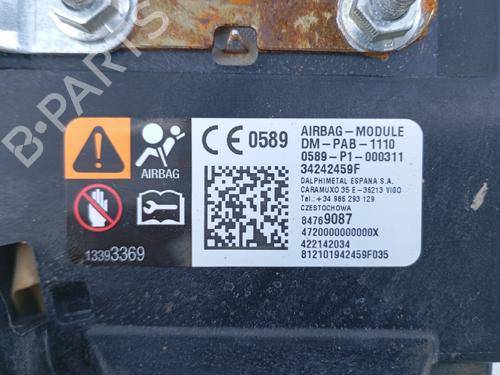 CE 0589
AIRBAG
13393369
AIRBAG-MODULE
DM-PAB-1110
0589-P1-000311
34242459F
DALPHIMETAL ESPANA S.A.
CARAMUXO 35 E-36213 VIGO
Tel.: +34 986 293 129
CZESTOCHOWA
84769087
4720000000000X
422142034
812101942459F035
B-PARTS